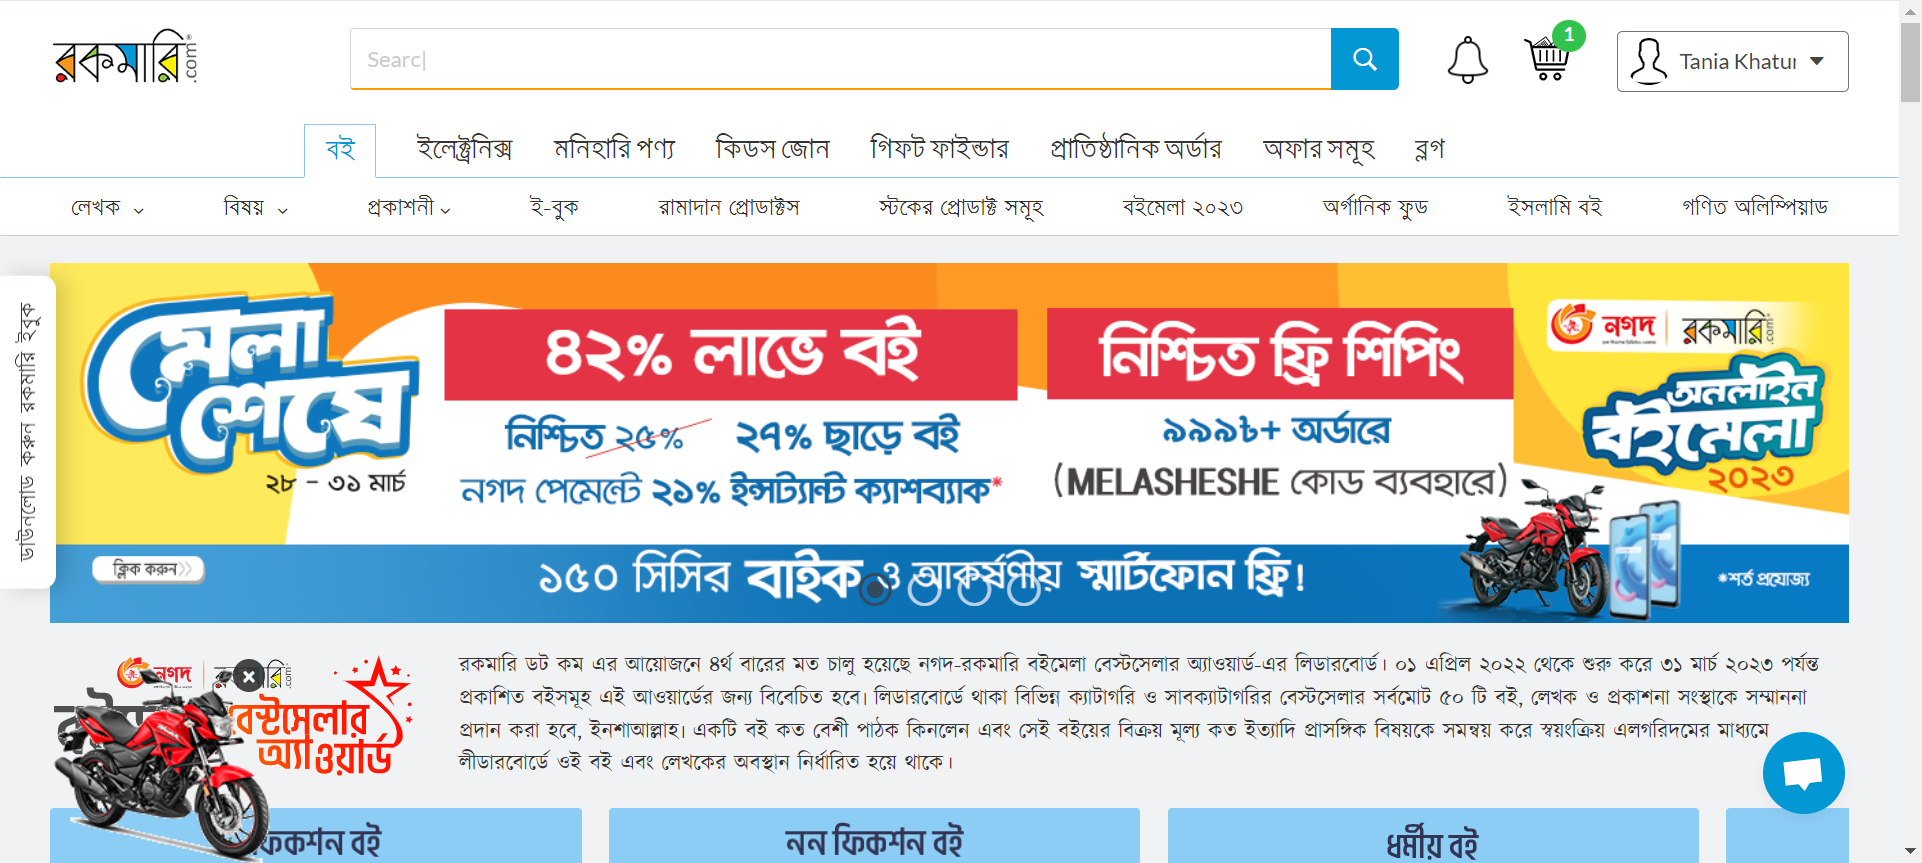 রকমারি.com
Searc
1
Tania Khatur
বই
ইলেক্ট্রনিক্স
মনিহারি পণ্য
কিডস জোন
গিফট ফাইন্ডার
প্রাতিষ্ঠানিক অর্ডার
অফার সমূহ
ব্লগ
লেখক
বিষয়
প্রকাশনী
ই-বুক
রামাদান প্রোডাক্টস
স্টকের প্রোডাক্ট সমূহ
বইমেলা ২০২৩
অর্গানিক ফুড
ইসলামি বই
গণিত অলিম্পিয়াড
ডাউনলোড করুন রকমারি ইবুক
মেলা শেষে
২৮ – ৩১ মার্চ
ক্লিক করুন
৪২% লাভে বই
নিশ্চিত ২৫% ২৭% ছাড়ে বই
নগদ পেমেন্টে ২১% ইন্সট্যান্ট ক্যাশব্যাক*
নিশ্চিত ফ্রি শিপিং
৯৯৯৳+ অর্ডারে
(MELASHESHE কোড ব্যবহারে)
নগদ রকমারি.com
অনলাইন
বইমেলা
২০২৩
১৫০ সিসির বাইক ও আকর্ষণীয় স্মার্টফোন ফ্রি!
*শর্ত প্রযোজ্য
নগদ
বেস্টসেলার
অ্যাওয়ার্ড
রকমারি ডট কম এর আয়োজনে ৪র্থ বারের মত চালু হয়েছে নগদ-রকমারি বইমেলা বেস্টসেলার অ্যাওয়ার্ড-এর লিডারবোর্ড। ০১ এপ্রিল ২০২২ থেকে শুরু করে ৩১ মার্চ ২০২৩ পর্যন্ত
প্রকাশিত বইসমূহ এই আওয়ার্ডের জন্য বিবেচিত হবে। লিডারবোর্ডে থাকা বিভিন্ন ক্যাটাগরি ও সাবক্যাটাগরির বেস্টসেলার সর্বমোট ৫০ টি বই, লেখক ও প্রকাশনা সংস্থাকে সম্মাননা
প্রদান করা হবে, ইনশাআল্লাহ। একটি বই কত বেশী পাঠক কিনলেন এবং সেই বইয়ের বিক্রয় মূল্য কত ইত্যাদি প্রাসঙ্গিক বিষয়কে সমন্বয় করে স্বয়ংক্রিয় এলগরিদমের মাধ্যমে
লীডারবোর্ডে ওই বই এবং লেখকের অবস্থান নির্ধারিত হয়ে থাকে।
ফিকশন বই
নন ফিকশন বই
ধর্মীয় বই